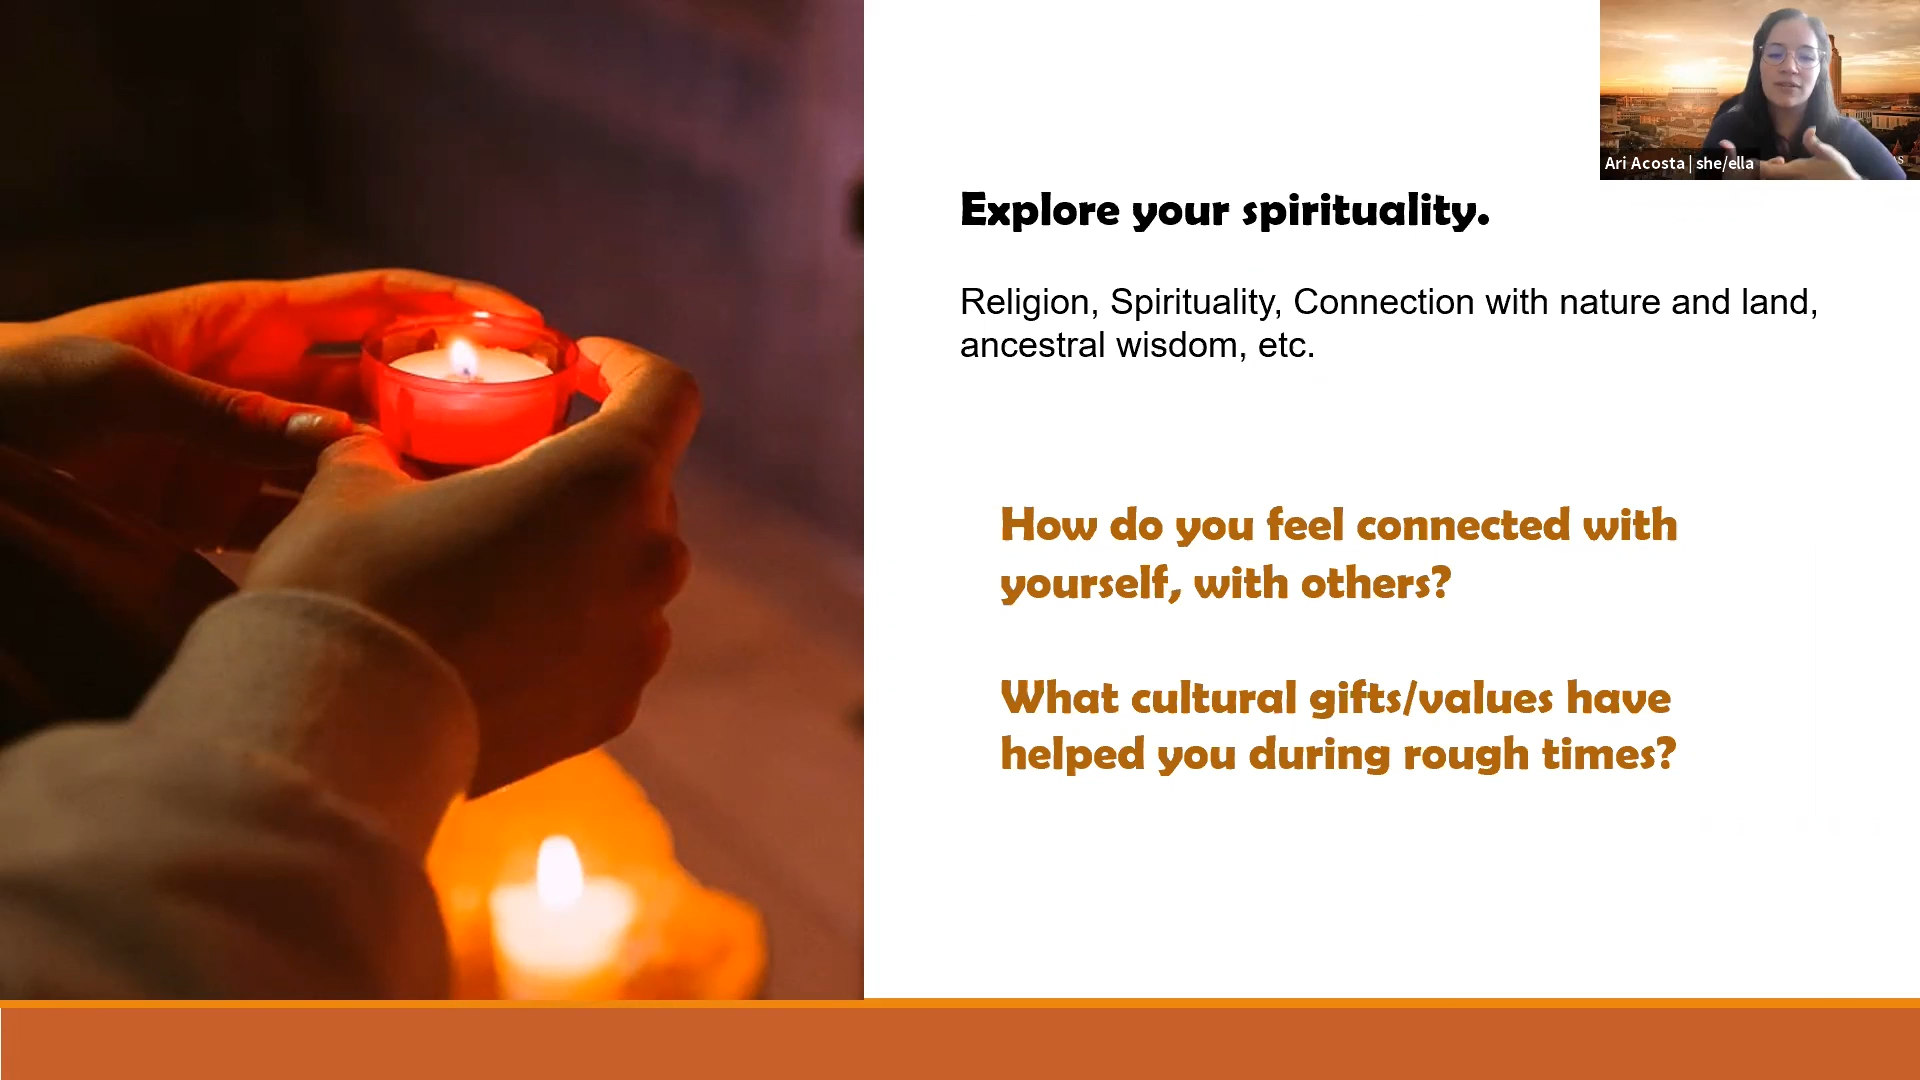 Ari Acosta | she/ella
Explore your spirituality.
Religion, Spirituality, Connection with nature and land,
ancestral wisdom, etc.
How do you feel connected with
yourself, with others?
What cultural gifts/values have
helped you during rough times?